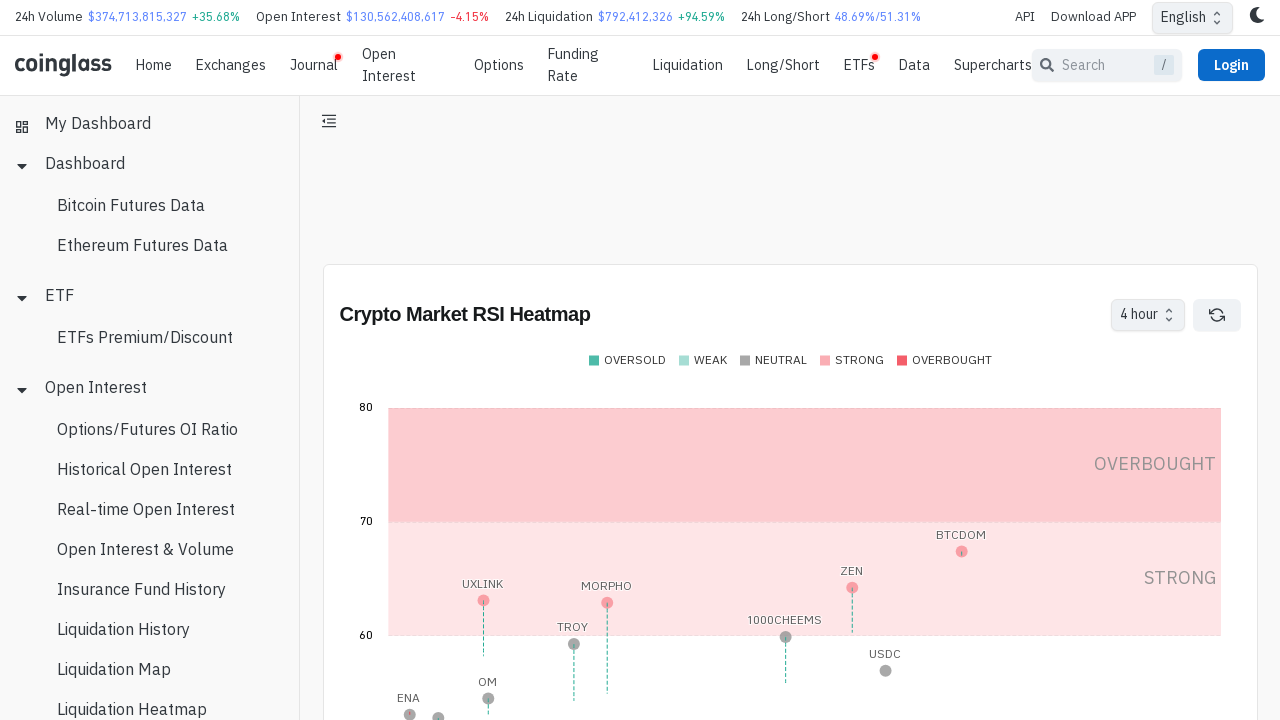 24h Volume $374,713,815,327 +35.68% Open Interest $130,562,408,617 -4.15% 24h Liquidation $792,412,326 +94.59% 24h Long/Short 48.69%/51.31% API Download APP English
coinglass Home Exchanges Journal Open Interest Options Funding Rate Liquidation Long/Short ETFs Data Supercharts Search / Login
My Dashboard
Dashboard
Bitcoin Futures Data
Ethereum Futures Data
ETF
ETFs Premium/Discount
Open Interest
Options/Futures OI Ratio
Historical Open Interest
Real-time Open Interest
Open Interest & Volume
Insurance Fund History
Liquidation History
Liquidation Map
Liquidation Heatmap
Crypto Market RSI Heatmap 4 hour
OVERSOLD WEAK NEUTRAL STRONG OVERBOUGHT
80
OVERBOUGHT
70
BTCDOM
ZEN
STRONG
UXLINK MORPHO
1000CHEEMS
TROY
60
USDC
OM
ENA